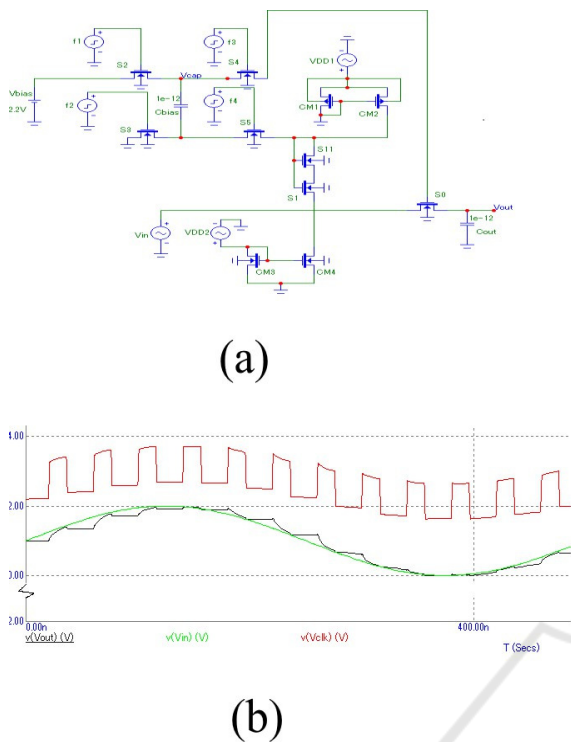 f1
S2
f3
S4
VDD1
Vcap
Vbias
2.2V
f2
1e-12
Cbias
f4
CM1
CM2
S3
S5
S11
S1
S0
Vout
Vin
VDD2
1e-12
Cout
CM3
CM4
(a)
4.00
2.00
0.00
2.00
0.00n
400.00n
v(Vout) (V)
v(Vin) (V)
v(Vclk) (V)
T (Secs)
(b)